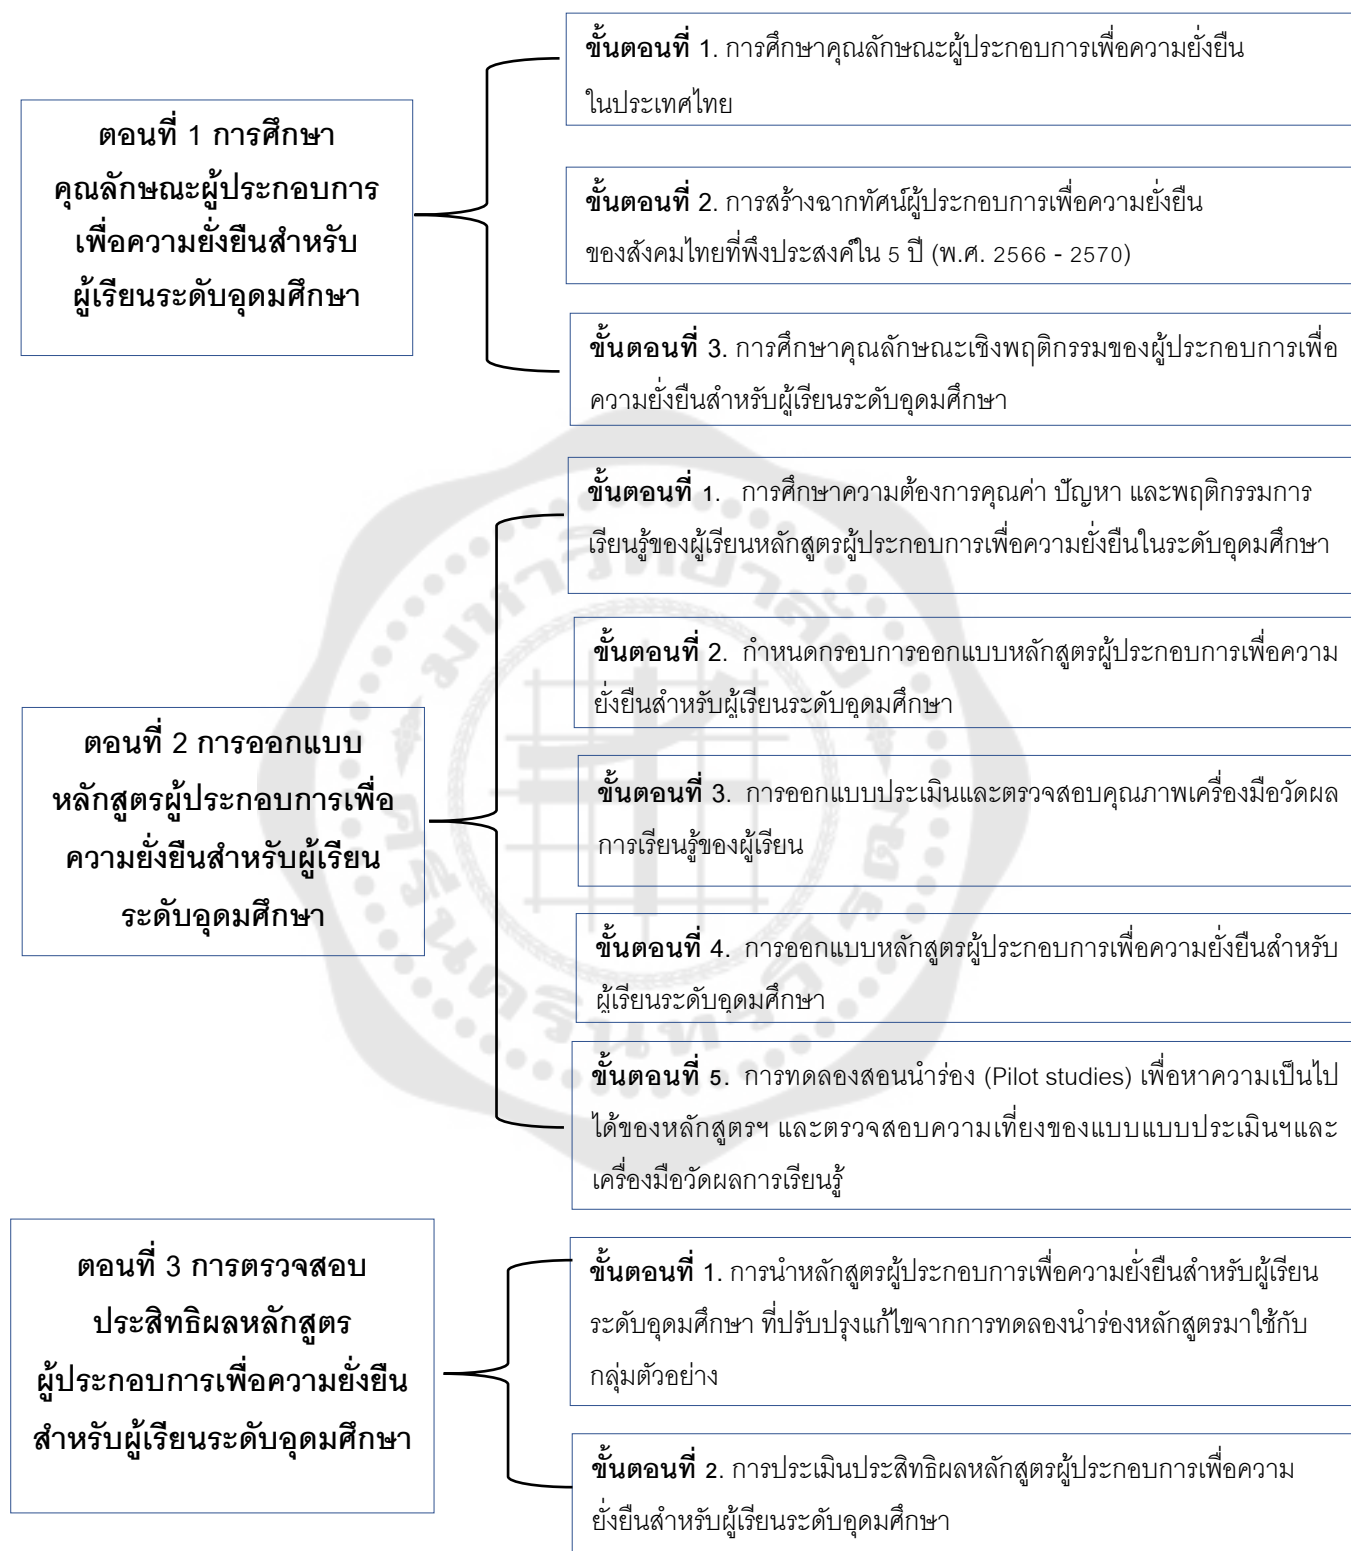 ตอนที่ 1 การศึกษา
คุณลักษณะผู้ประกอบการ
เพื่อความยั่งยืนสำหรับ
ผู้เรียนระดับอุดมศึกษา
ขั้นตอนที่ 1. การศึกษาคุณลักษณะผู้ประกอบการเพื่อความยั่งยืน
ในประเทศไทย
ขั้นตอนที่ 2. การสร้างฉากทัศน์ผู้ประกอบการเพื่อความยั่งยืน
ของสังคมไทยที่พึงประสงค์ใน 5 ปี (พ.ศ. 2566 - 2570)
ขั้นตอนที่ 3. การศึกษาคุณลักษณะเชิงพฤติกรรมของผู้ประกอบการเพื่อ
ความยั่งยืนสำหรับผู้เรียนระดับอุดมศึกษา
ตอนที่ 2 การออกแบบ
หลักสูตรผู้ประกอบการเพื่อ
ความยั่งยืนสำหรับผู้เรียน
ระดับอุดมศึกษา
ขั้นตอนที่ 1. การศึกษาความต้องการคุณค่า ปัญหา และพฤติกรรมการ
เรียนรู้ของผู้เรียนหลักสูตรผู้ประกอบการเพื่อความยั่งยืนในระดับอุดมศึกษา
ขั้นตอนที่ 2. กำหนดกรอบการออกแบบหลักสูตรผู้ประกอบการเพื่อความ
ยั่งยืนสำหรับผู้เรียนระดับอุดมศึกษา
ขั้นตอนที่ 3. การออกแบบประเมินและตรวจสอบคุณภาพเครื่องมือวัดผล
การเรียนรู้ของผู้เรียน
ขั้นตอนที่ 4. การออกแบบหลักสูตรผู้ประกอบการเพื่อความยั่งยืนสำหรับ
ผู้เรียนระดับอุดมศึกษา
ขั้นตอนที่ 5. การทดลองสอนนำร่อง (Pilot studies) เพื่อหาความเป็นไป
ได้ของหลักสูตรฯ และตรวจสอบความเที่ยงของแบบแบบประเมินฯและ
เครื่องมือวัดผลการเรียนรู้
ตอนที่ 3 การตรวจสอบ
ประสิทธิผลหลักสูตร
ผู้ประกอบการเพื่อความยั่งยืน
สำหรับผู้เรียนระดับอุดมศึกษา
ขั้นตอนที่ 1. การนำหลักสูตรผู้ประกอบการเพื่อความยั่งยืนสำหรับผู้เรียน
ระดับอุดมศึกษา ที่ปรับปรุงแก้ไขจากการทดลองนำร่องหลักสูตรมาใช้กับ
กลุ่มตัวอย่าง
ขั้นตอนที่ 2. การประเมินประสิทธิผลหลักสูตรผู้ประกอบการเพื่อความ
ยั่งยืนสำหรับผู้เรียนระดับอุดมศึกษา
มหาวิทยาลัย
ศรีนครินทรวิโรฒ